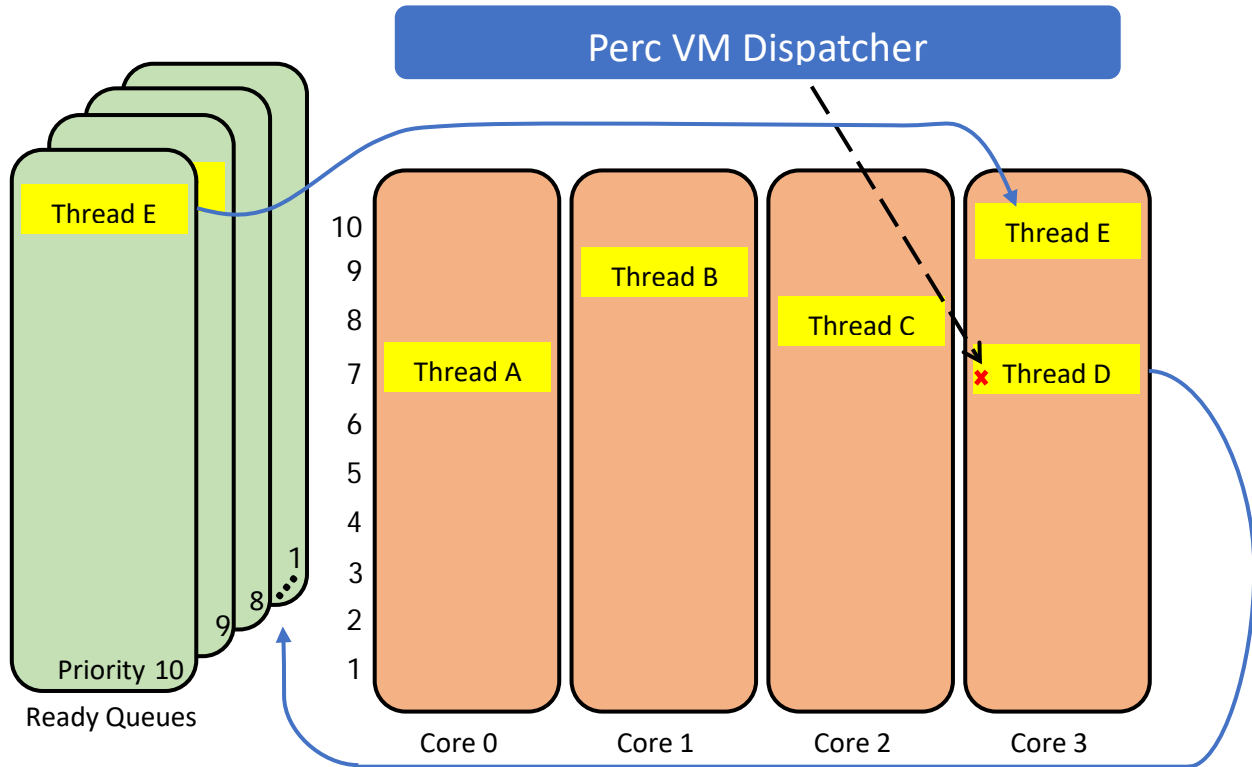 Perc VM Dispatcher
Thread E
Priority 10
9
8
1
Ready Queues
10
9
8
7
6
5
4
3
2
1
Thread A
Thread B
Thread C
Thread E
Thread D
Core 0
Core 1
Core 2
Core 3